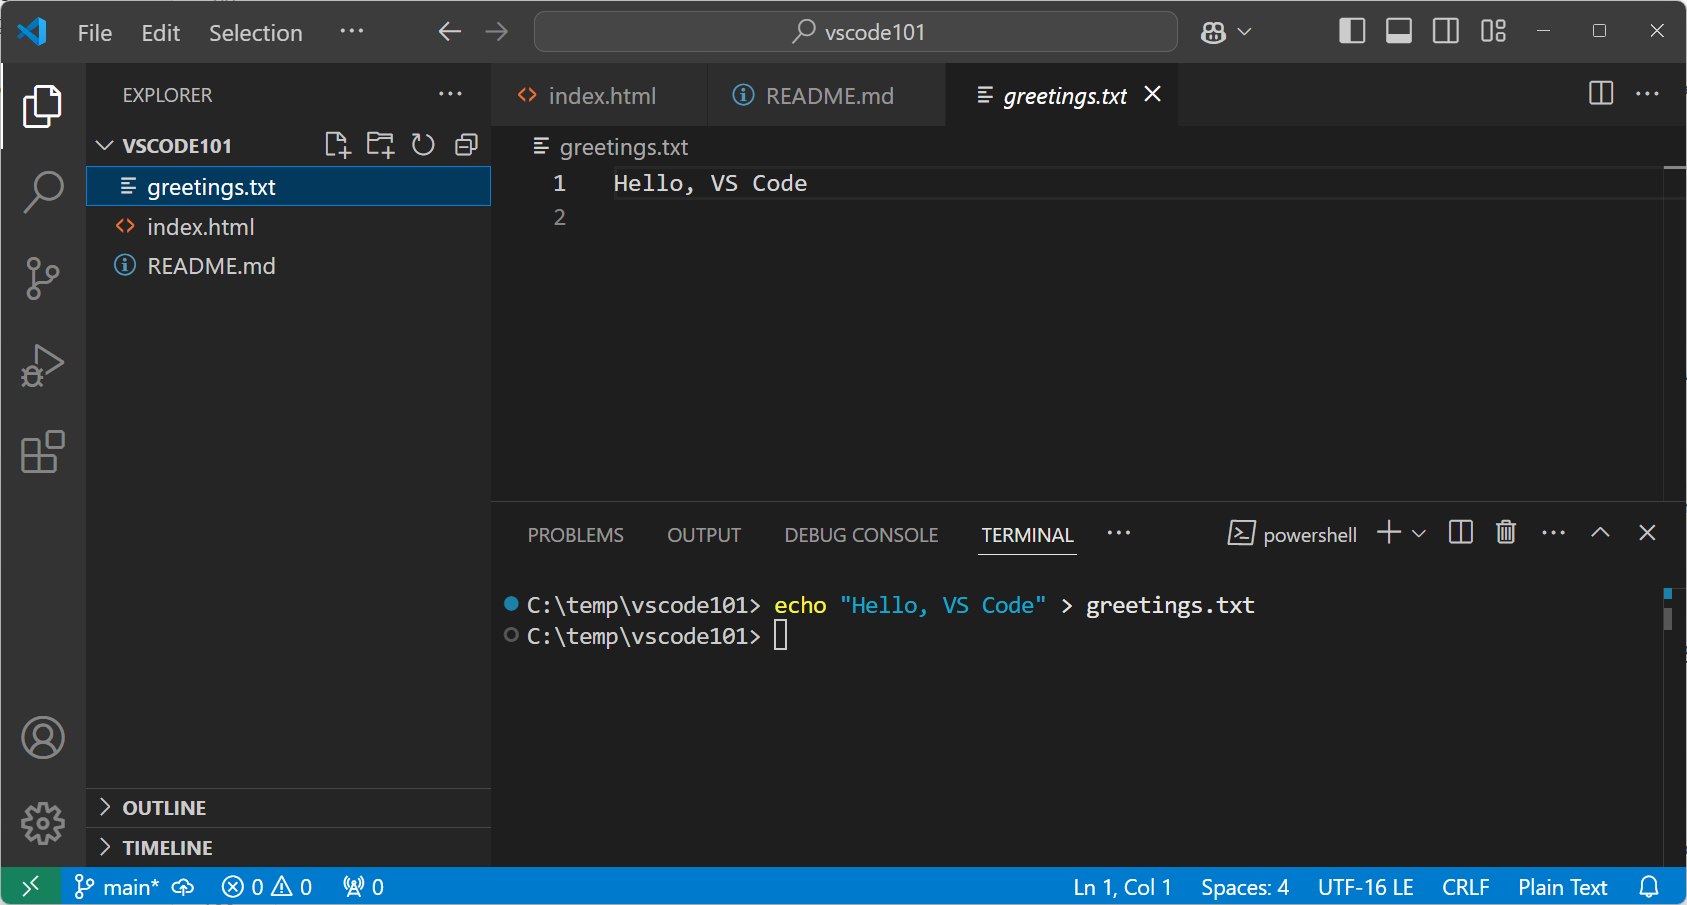 File Edit Selection ··· vscode101
EXPLORER ···
VSCODE101
greetings.txt
index.html
README.md
OUTLINE
TIMELINE
index.html README.md greetings.txt
greetings.txt
1 Hello, VS Code
2
PROBLEMS OUTPUT DEBUG CONSOLE TERMINAL ··· powershell
C:\temp\vscode101> echo "Hello, VS Code" > greetings.txt
C:\temp\vscode101>
main* 0 0 0 Ln 1, Col 1 Spaces: 4 UTF-16 LE CRLF Plain Text